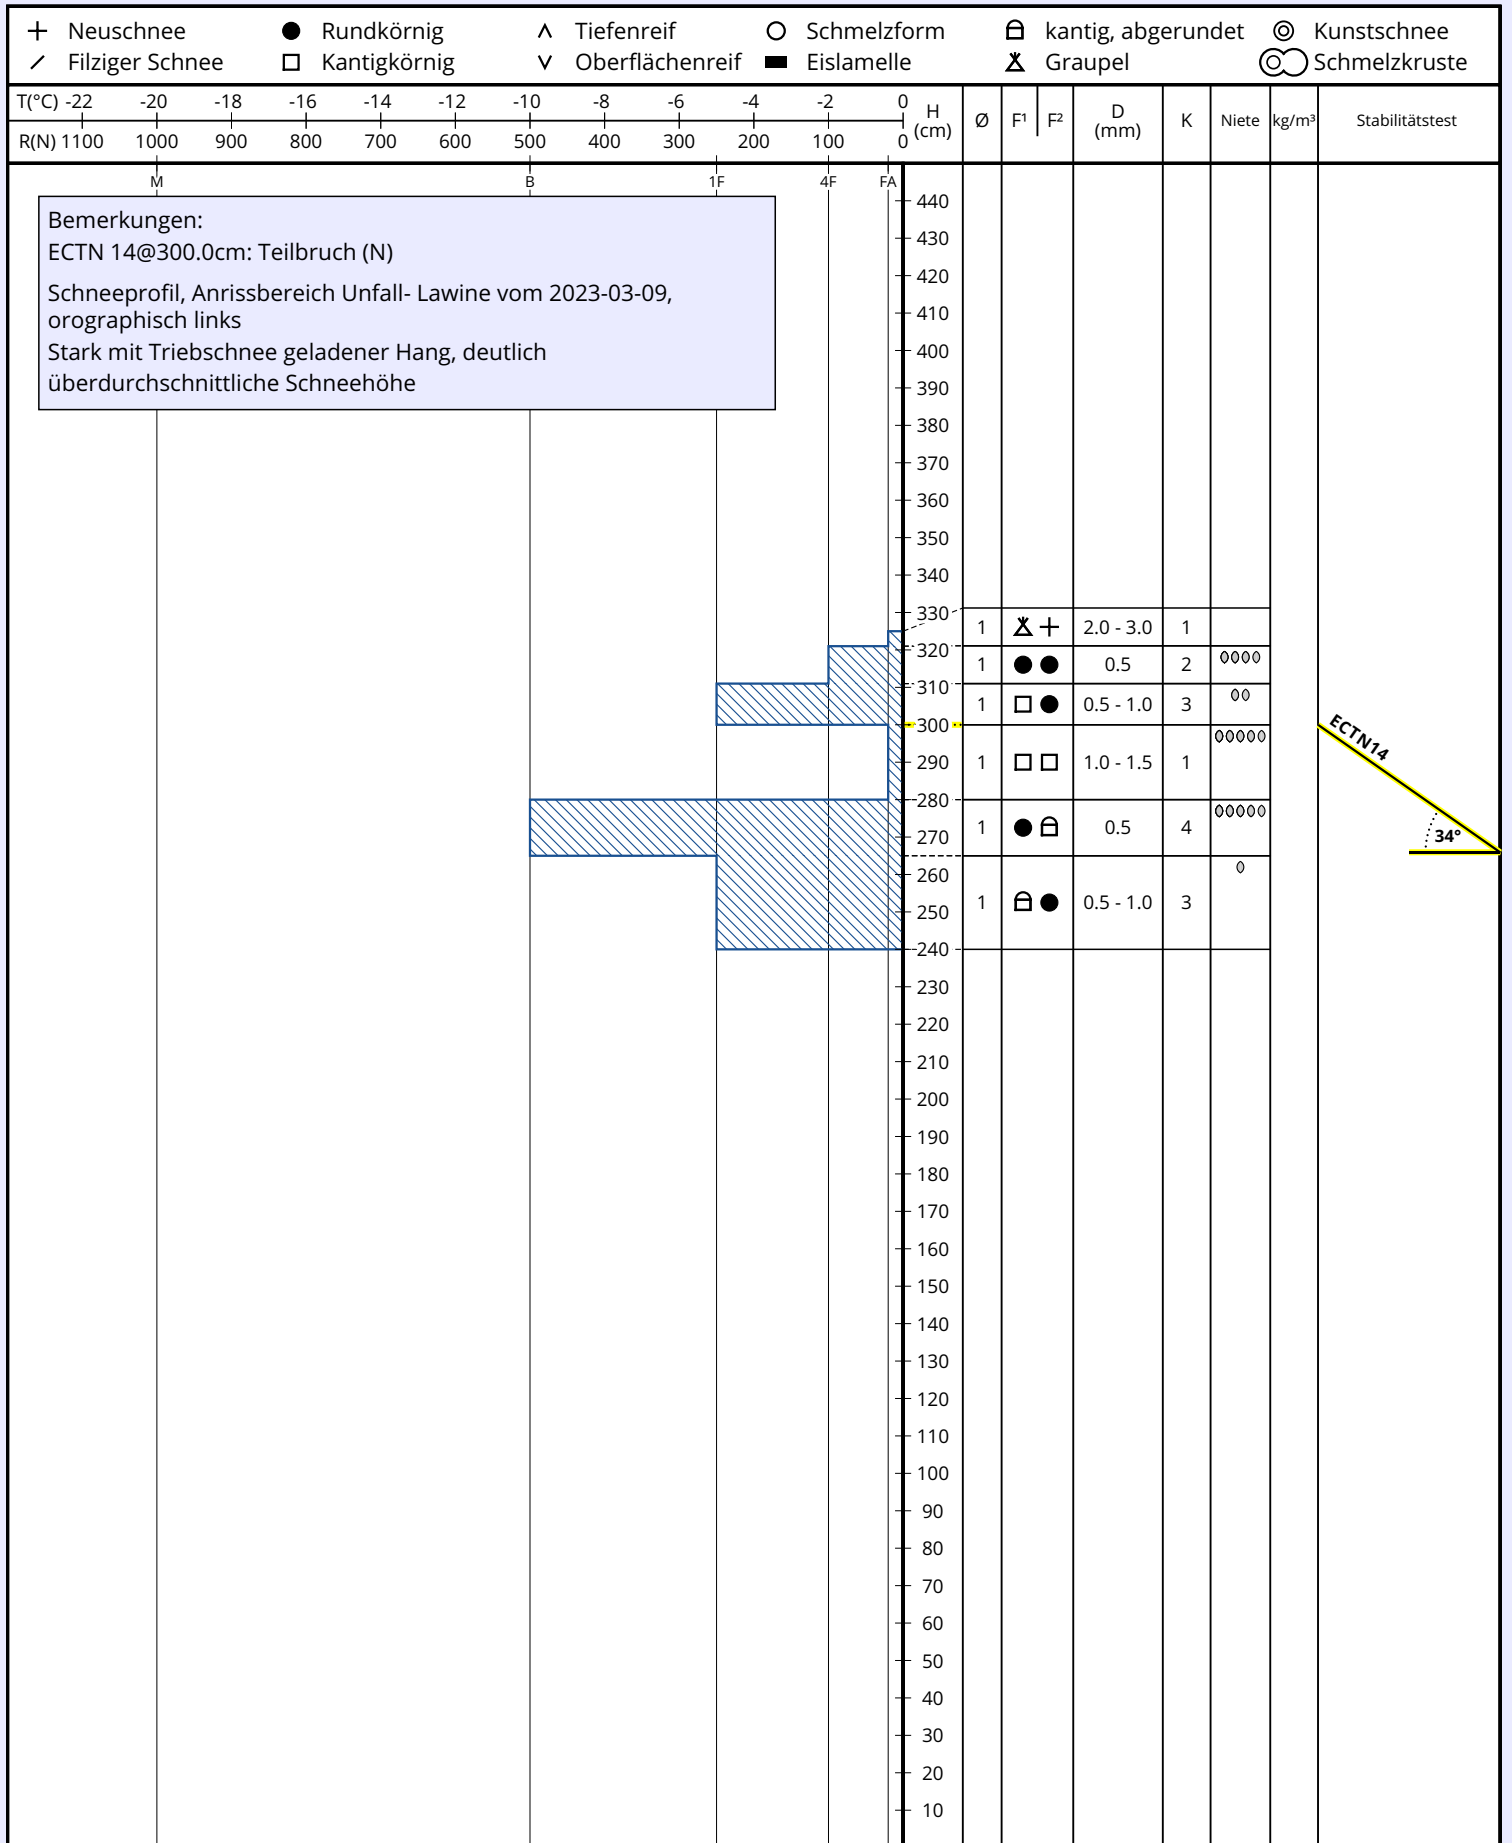 Neuschnee Rundkörnig Tiefenreif Schmelzform kantig, abgerundet Kunstschnee
Filziger Schnee Kantigkörnig Oberflächenreif Eislamelle Graupel Schmelzkruste
T(°C) -22 -20 -18 -16 -14 -12 -10 -8 -6 -4 -2 0
R(N) 1100 1000 900 800 700 600 500 400 300 200 100 0
H (cm)
Ø
F¹ F²
D (mm)
K
Niete
kg/m³
Stabilitätstest
M B 1F 4F FA
Bemerkungen:
ECTN 14@300.0cm: Teilbruch (N)
Schneeprofil, Anrissbereich Unfall- Lawine vom 2023-03-09,
orographisch links
Stark mit Triebschnee geladener Hang, deutlich
überdurchschnittliche Schneehöhe
440
430
420
410
400
390
380
370
360
350
340
330
1 2.0 - 3.0 1
320
1 0.5 2
310
1 0.5 - 1.0 3
300
ECTN14
290
1 1.0 - 1.5 1
280
1 0.5 4
270
34°
260
1 0.5 - 1.0 3
250
240
230
220
210
200
190
180
170
160
150
140
130
120
110
100
90
80
70
60
50
40
30
20
10